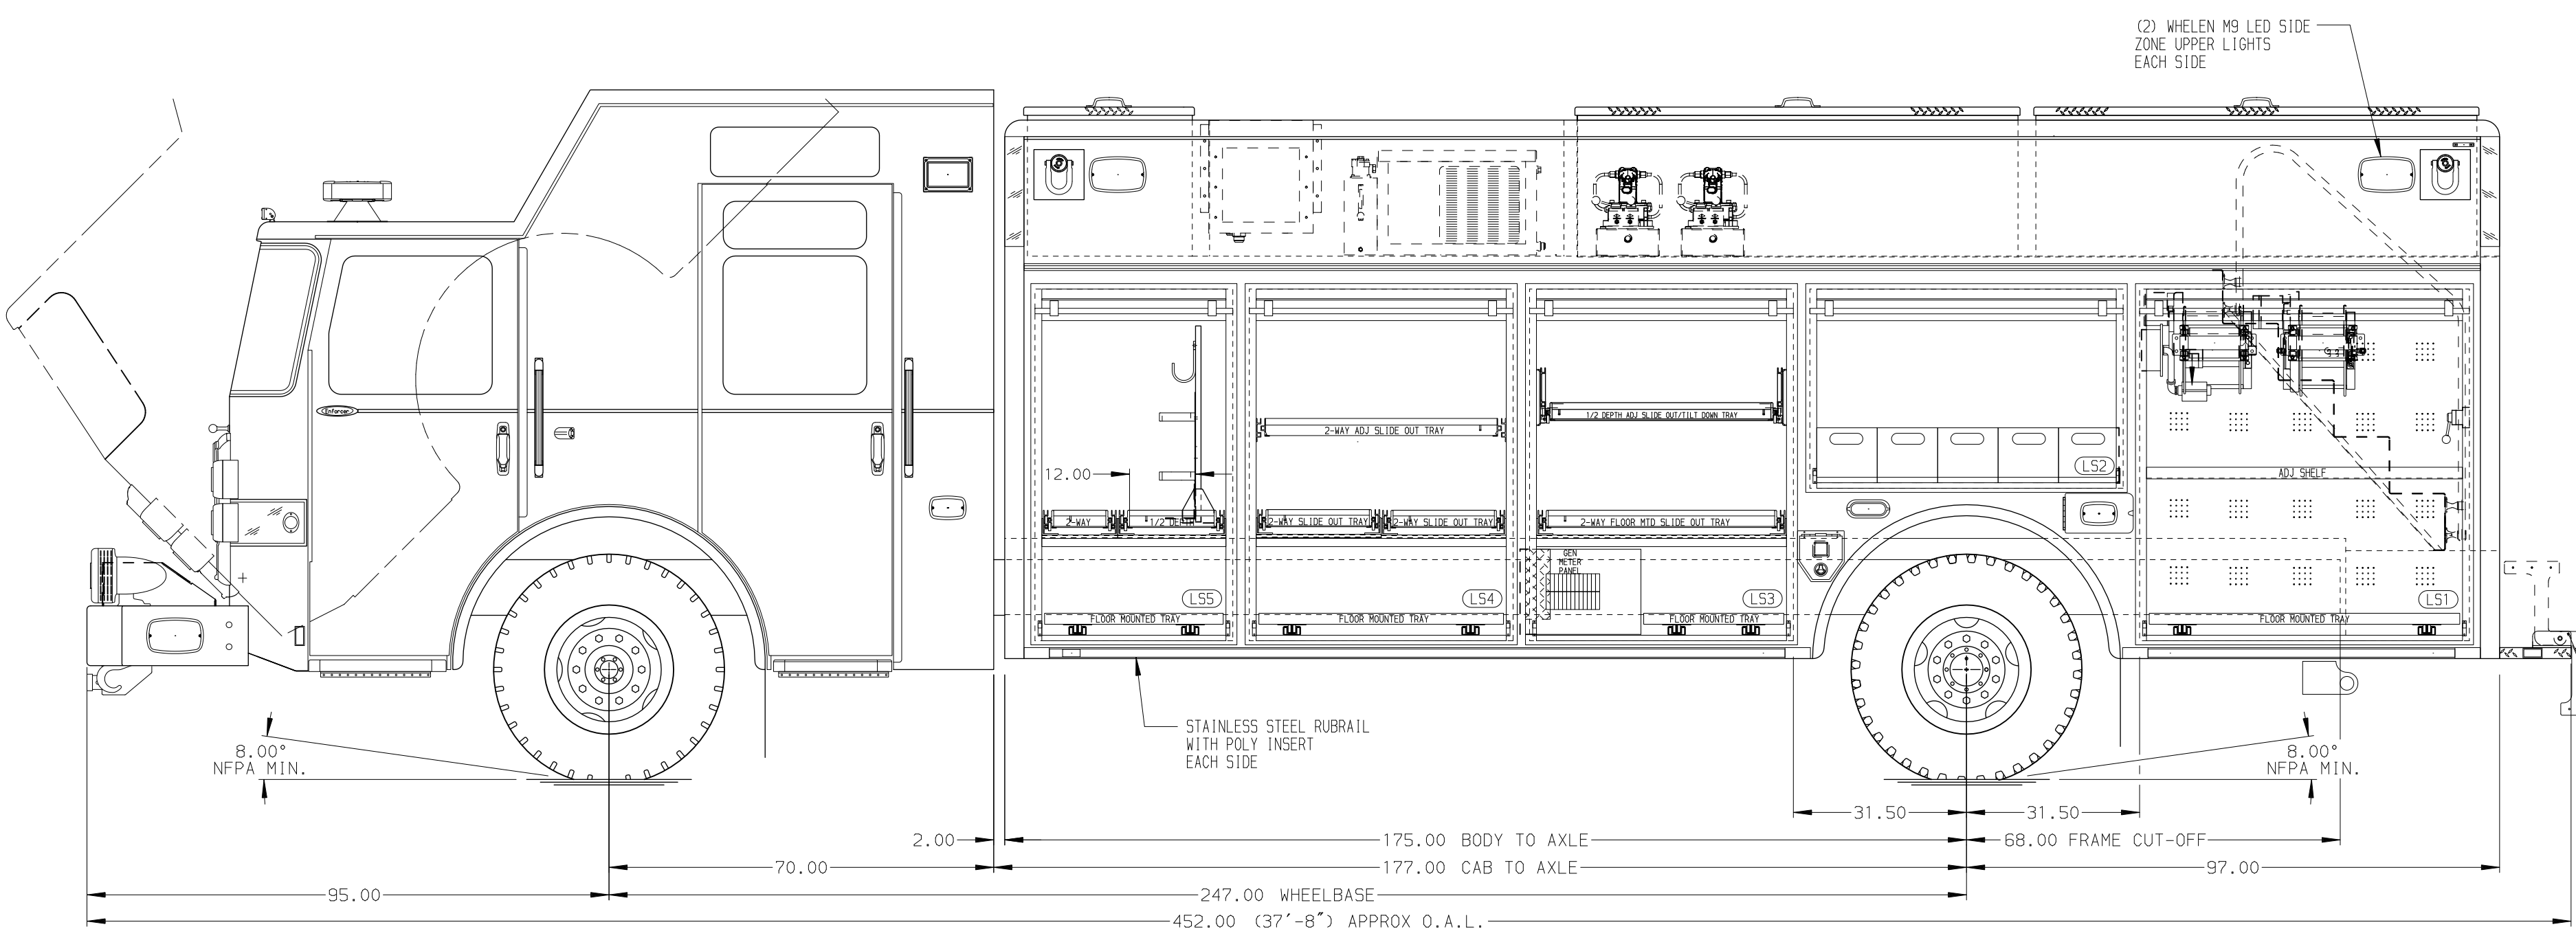 (2) WHELEN M9 LED SIDE
ZONE UPPER LIGHTS
EACH SIDE
Enforcer
1/2 DEPTH ADJ SLIDE OUT/TILT DOWN TRAY
2-WAY ADJ SLIDE OUT TRAY
12.00
LS2
ADJ SHELF
2-WAY
1/2 DEPTH
2-WAY SLIDE OUT TRAY
2-WAY SLIDE OUT TRAY
2-WAY FLOOR MTD SLIDE OUT TRAY
GEN
METER
PANEL
LS5
LS4
LS3
LS1
FLOOR MOUNTED TRAY
FLOOR MOUNTED TRAY
FLOOR MOUNTED TRAY
FLOOR MOUNTED TRAY
STAINLESS STEEL RUBRAIL
WITH POLY INSERT
EACH SIDE
8.00°
NFPA MIN.
8.00°
NFPA MIN.
31.50
31.50
2.00
175.00 BODY TO AXLE
68.00 FRAME CUT-OFF
70.00
177.00 CAB TO AXLE
97.00
95.00
247.00 WHEELBASE
452.00 (37'-8") APPROX O.A.L.